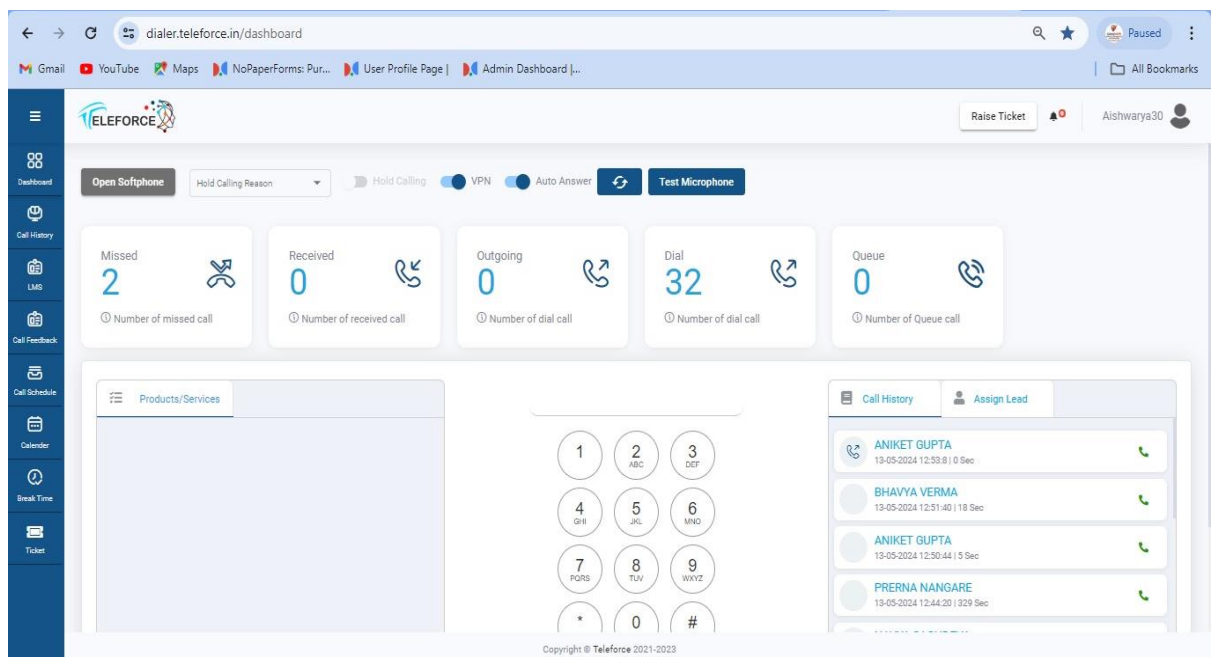 dialer.teleforce.in/dashboard
Paused
Gmail YouTube Maps NoPaperForms: Pur... User Profile Page | Admin Dashboard |... All Bookmarks
TELEFORCE
Raise Ticket 0 Aishwarya30
Dashboard
Call History
LMS
Call Feedback
Call Schedule
Calender
Break Time
Ticket
Open Softphone Hold Calling Reason Hold Calling VPN Auto Answer Test Microphone
Missed
2
Number of missed call
Received
0
Number of received call
Outgoing
0
Number of dial call
Dial
32
Number of dial call
Queue
0
Number of Queue call
Products/Services
1 2 3
ABC DEF
4 5 6
GHI JKL MNO
7 8 9
PQRS TUV WXYZ
* 0 #
Call History Assign Lead
ANIKET GUPTA
13-05-2024 12:53:8 | 0 Sec
BHAVYA VERMA
13-05-2024 12:51:40 | 18 Sec
ANIKET GUPTA
13-05-2024 12:50:44 | 5 Sec
PRERNA NANGARE
13-05-2024 12:44:20 | 329 Sec
Copyright © Teleforce 2021-2023